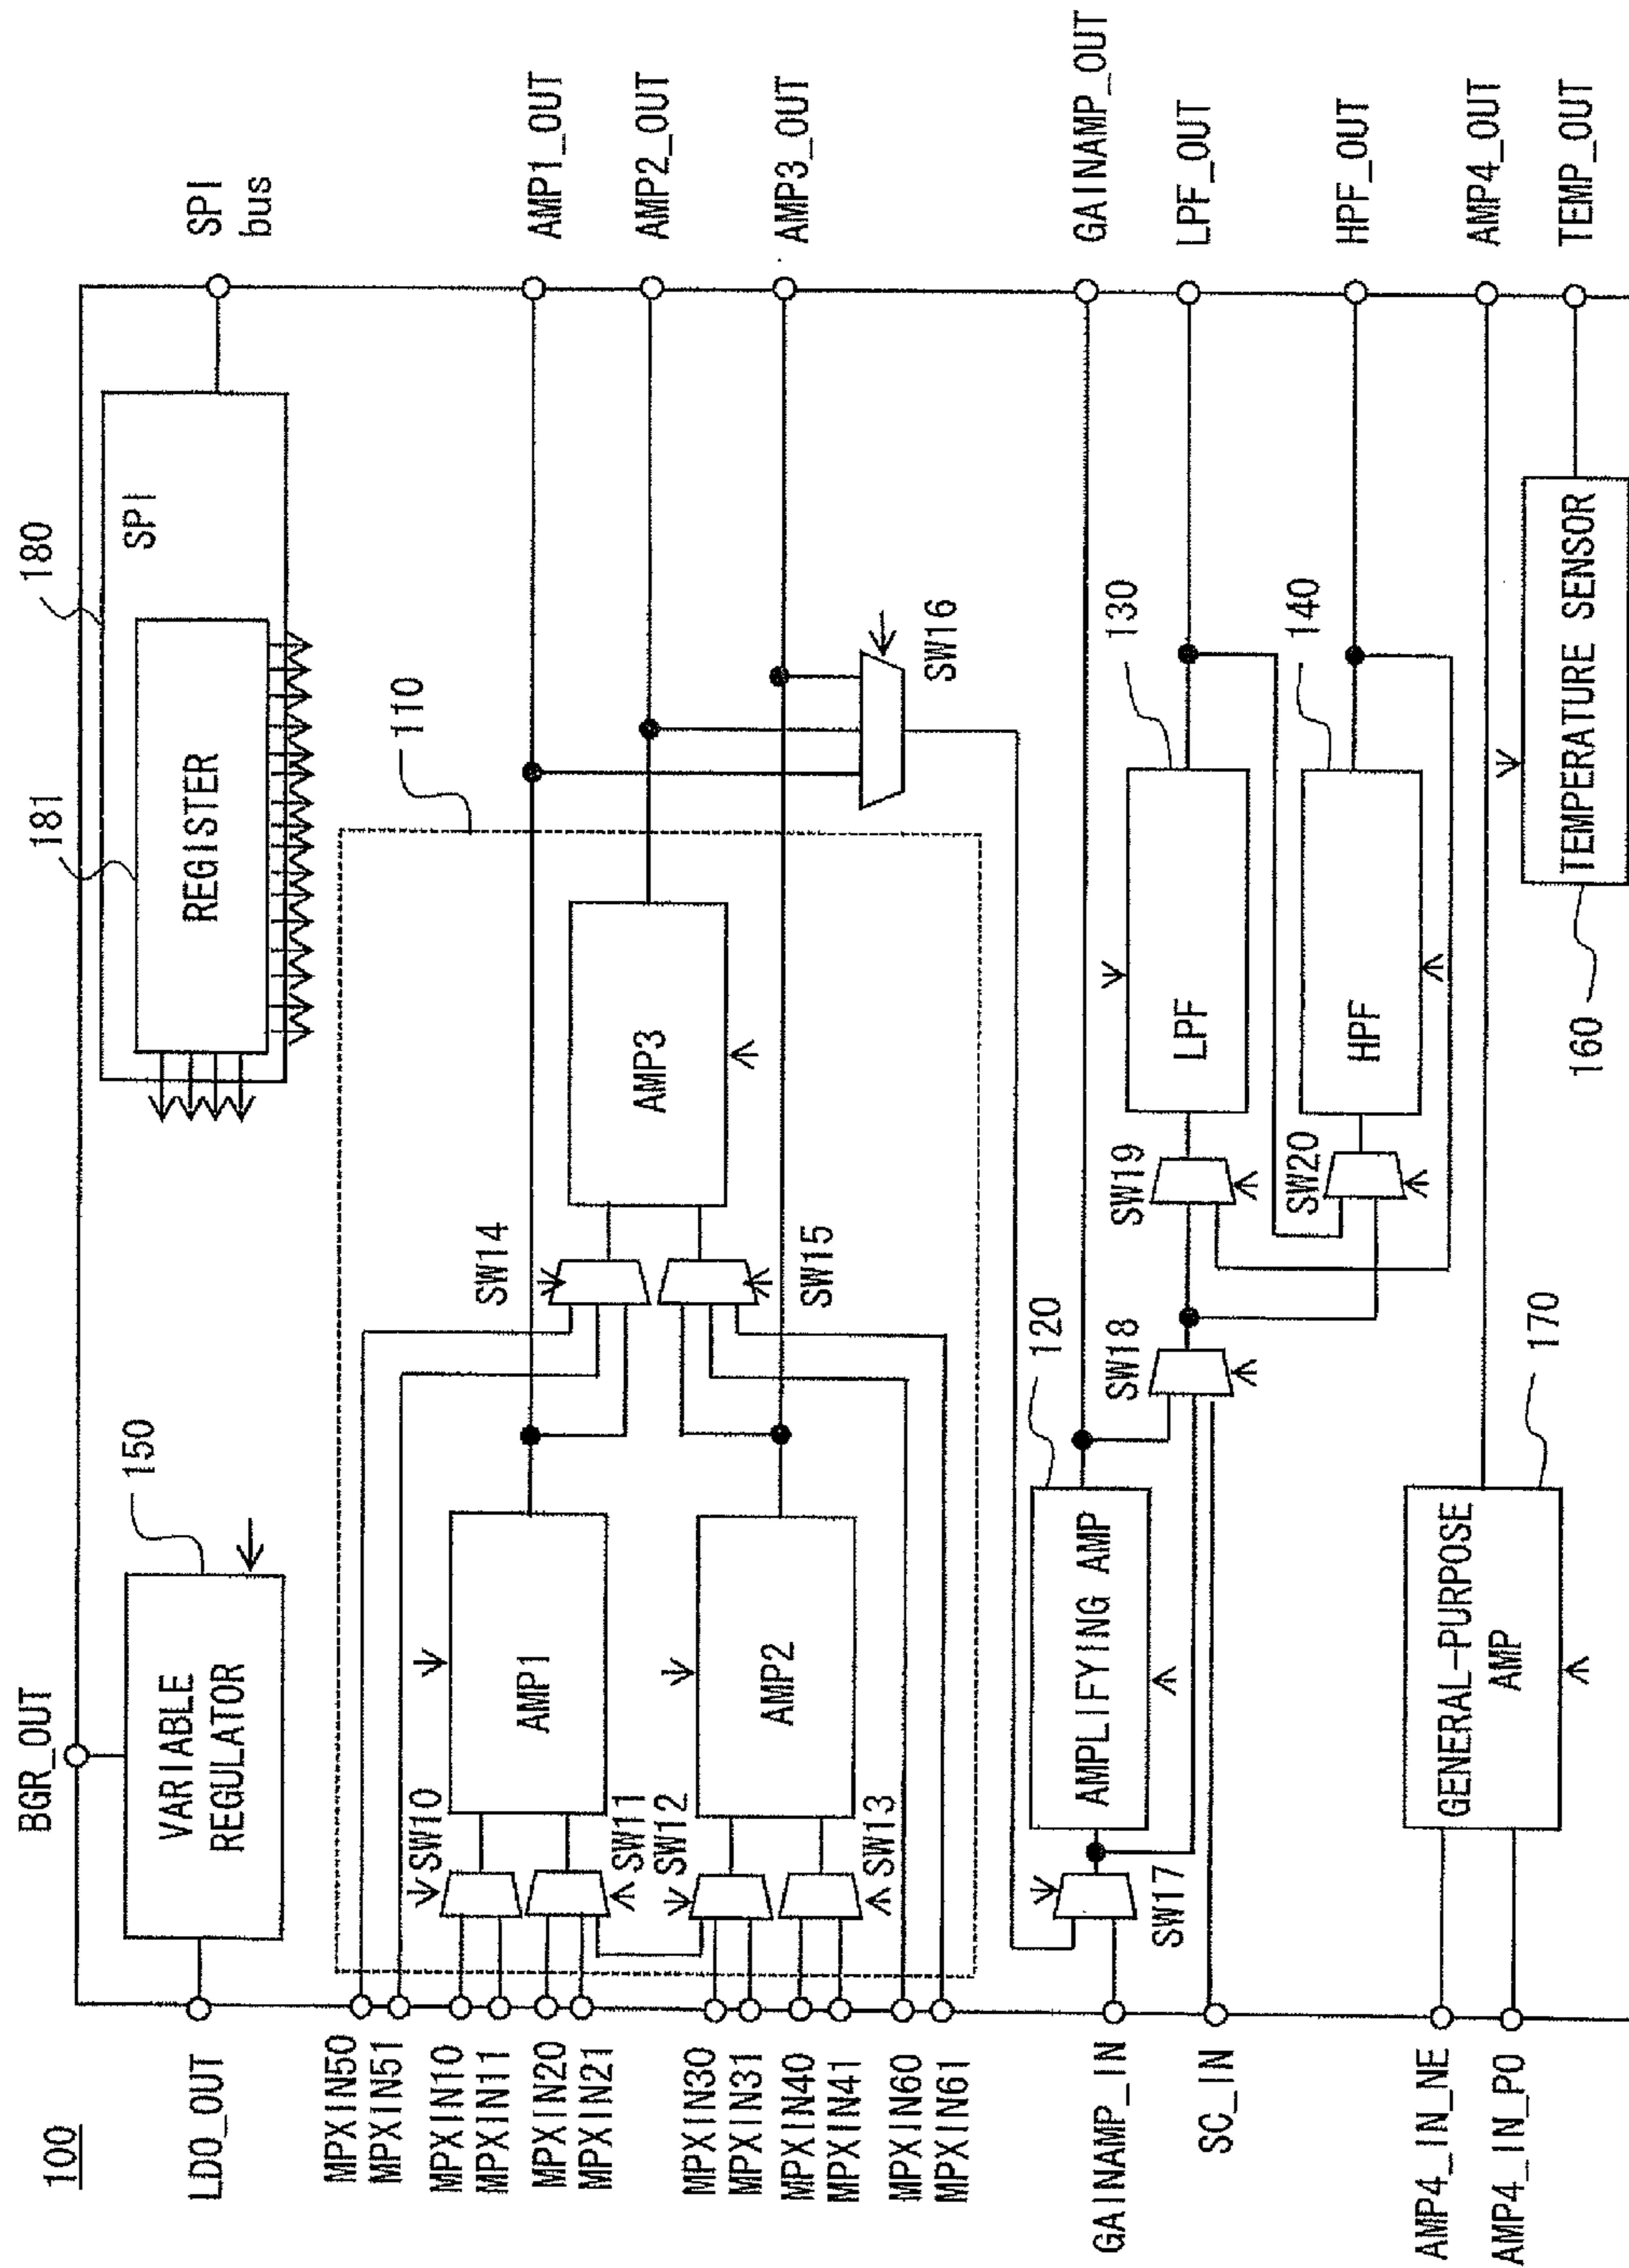 100
BGR_OUT
LDO_OUT
VARIABLE
REGULATOR
150
180
181
REGISTER
SPI
SPI
bus
MPXIN50
MPXIN51
MPXIN10
MPXIN11
MPXIN20
MPXIN21
MPXIN30
MPXIN31
MPXIN40
MPXIN41
MPXIN60
MPXIN61
SW10
SW11
SW12
SW13
AMP1
AMP2
SW14
SW15
AMP3
110
SW16
AMP1_OUT
AMP2_OUT
AMP3_OUT
GAINAMP_IN
SC_IN
SW17
AMPLIFYING AMP
120
SW18
SW19
SW20
LPF
130
HPF
140
GAINAMP_OUT
LPF_OUT
HPF_OUT
AMP4_IN_NE
AMP4_IN_PO
GENERAL-PURPOSE
AMP
170
AMP4_OUT
160
TEMPERATURE SENSOR
TEMP_OUT